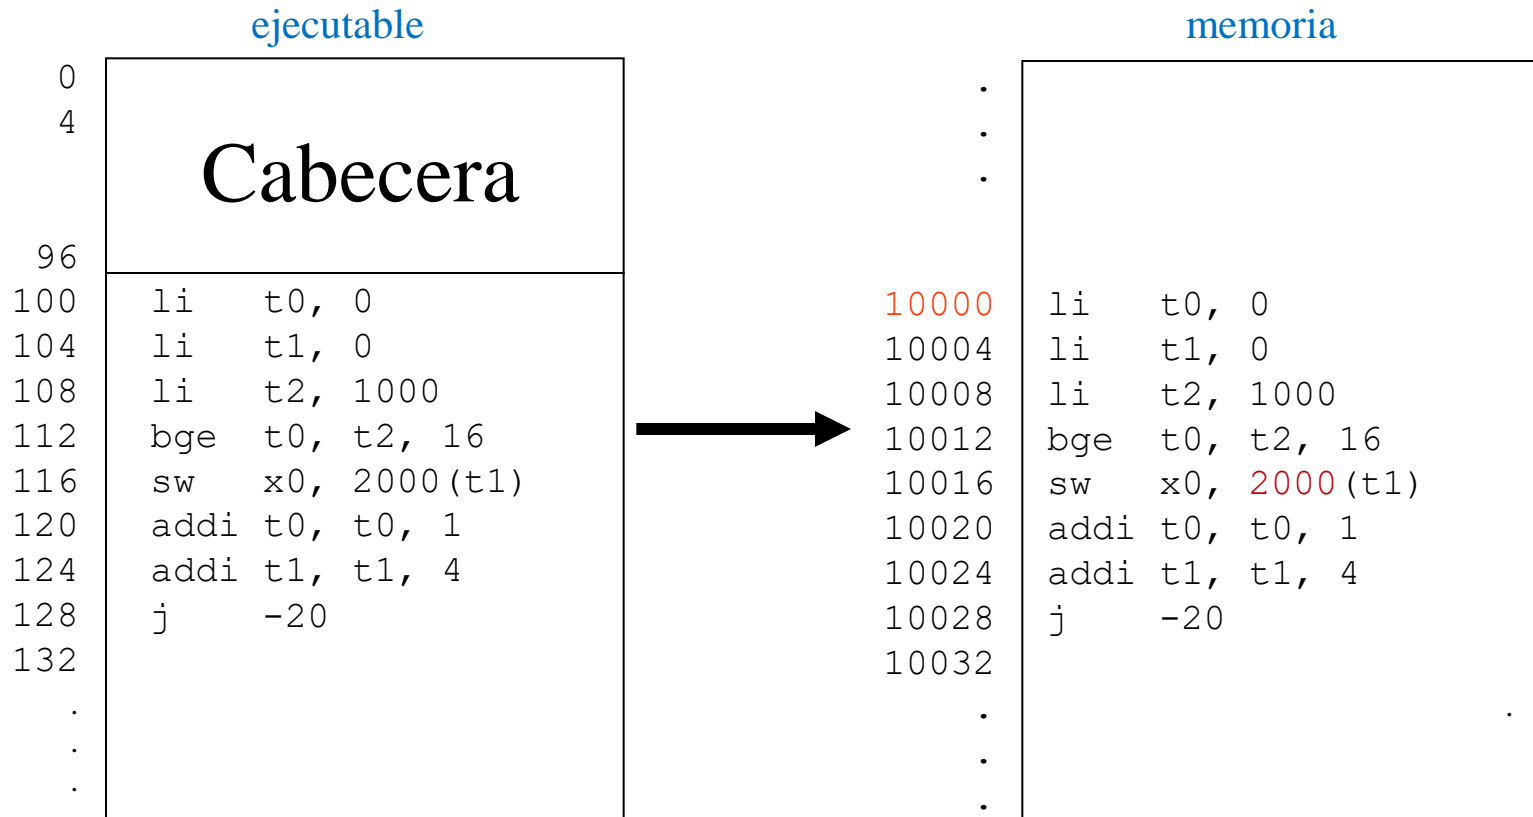 ejecutable
memoria
0
4
Cabecera
96
100 li t0, 0
104 li t1, 0
108 li t2, 1000
112 bge t0, t2, 16
116 sw x0, 2000(t1)
120 addi t0, t0, 1
124 addi t1, t1, 4
128 j -20
132
.
.
.
.
.
.
10000 li t0, 0
10004 li t1, 0
10008 li t2, 1000
10012 bge t0, t2, 16
10016 sw x0, 2000(t1)
10020 addi t0, t0, 1
10024 addi t1, t1, 4
10028 j -20
10032
. .
.
.